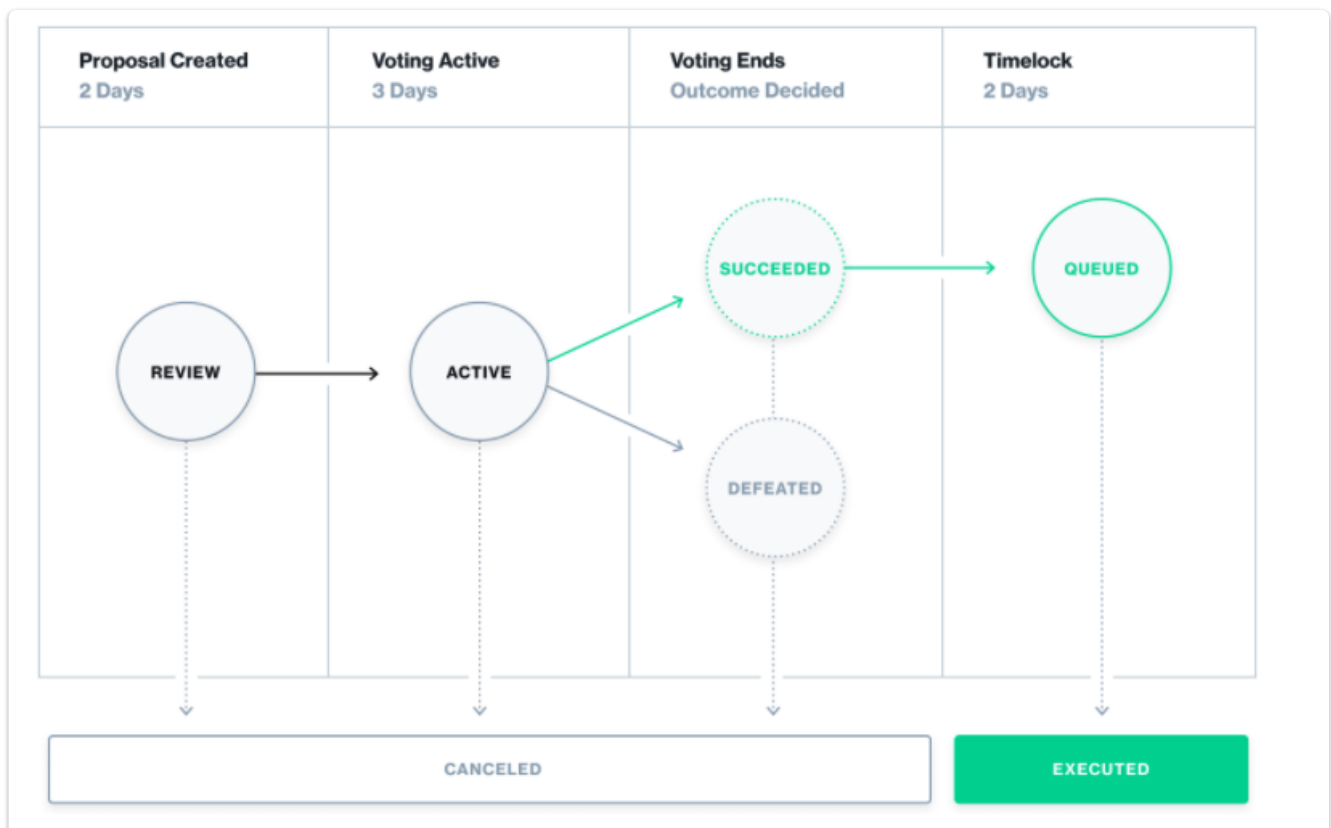 Proposal Created
2 Days
Voting Active
3 Days
Voting Ends
Outcome Decided
Timelock
2 Days
REVIEW
ACTIVE
SUCCEEDED
DEFEATED
QUEUED
CANCELED
EXECUTED